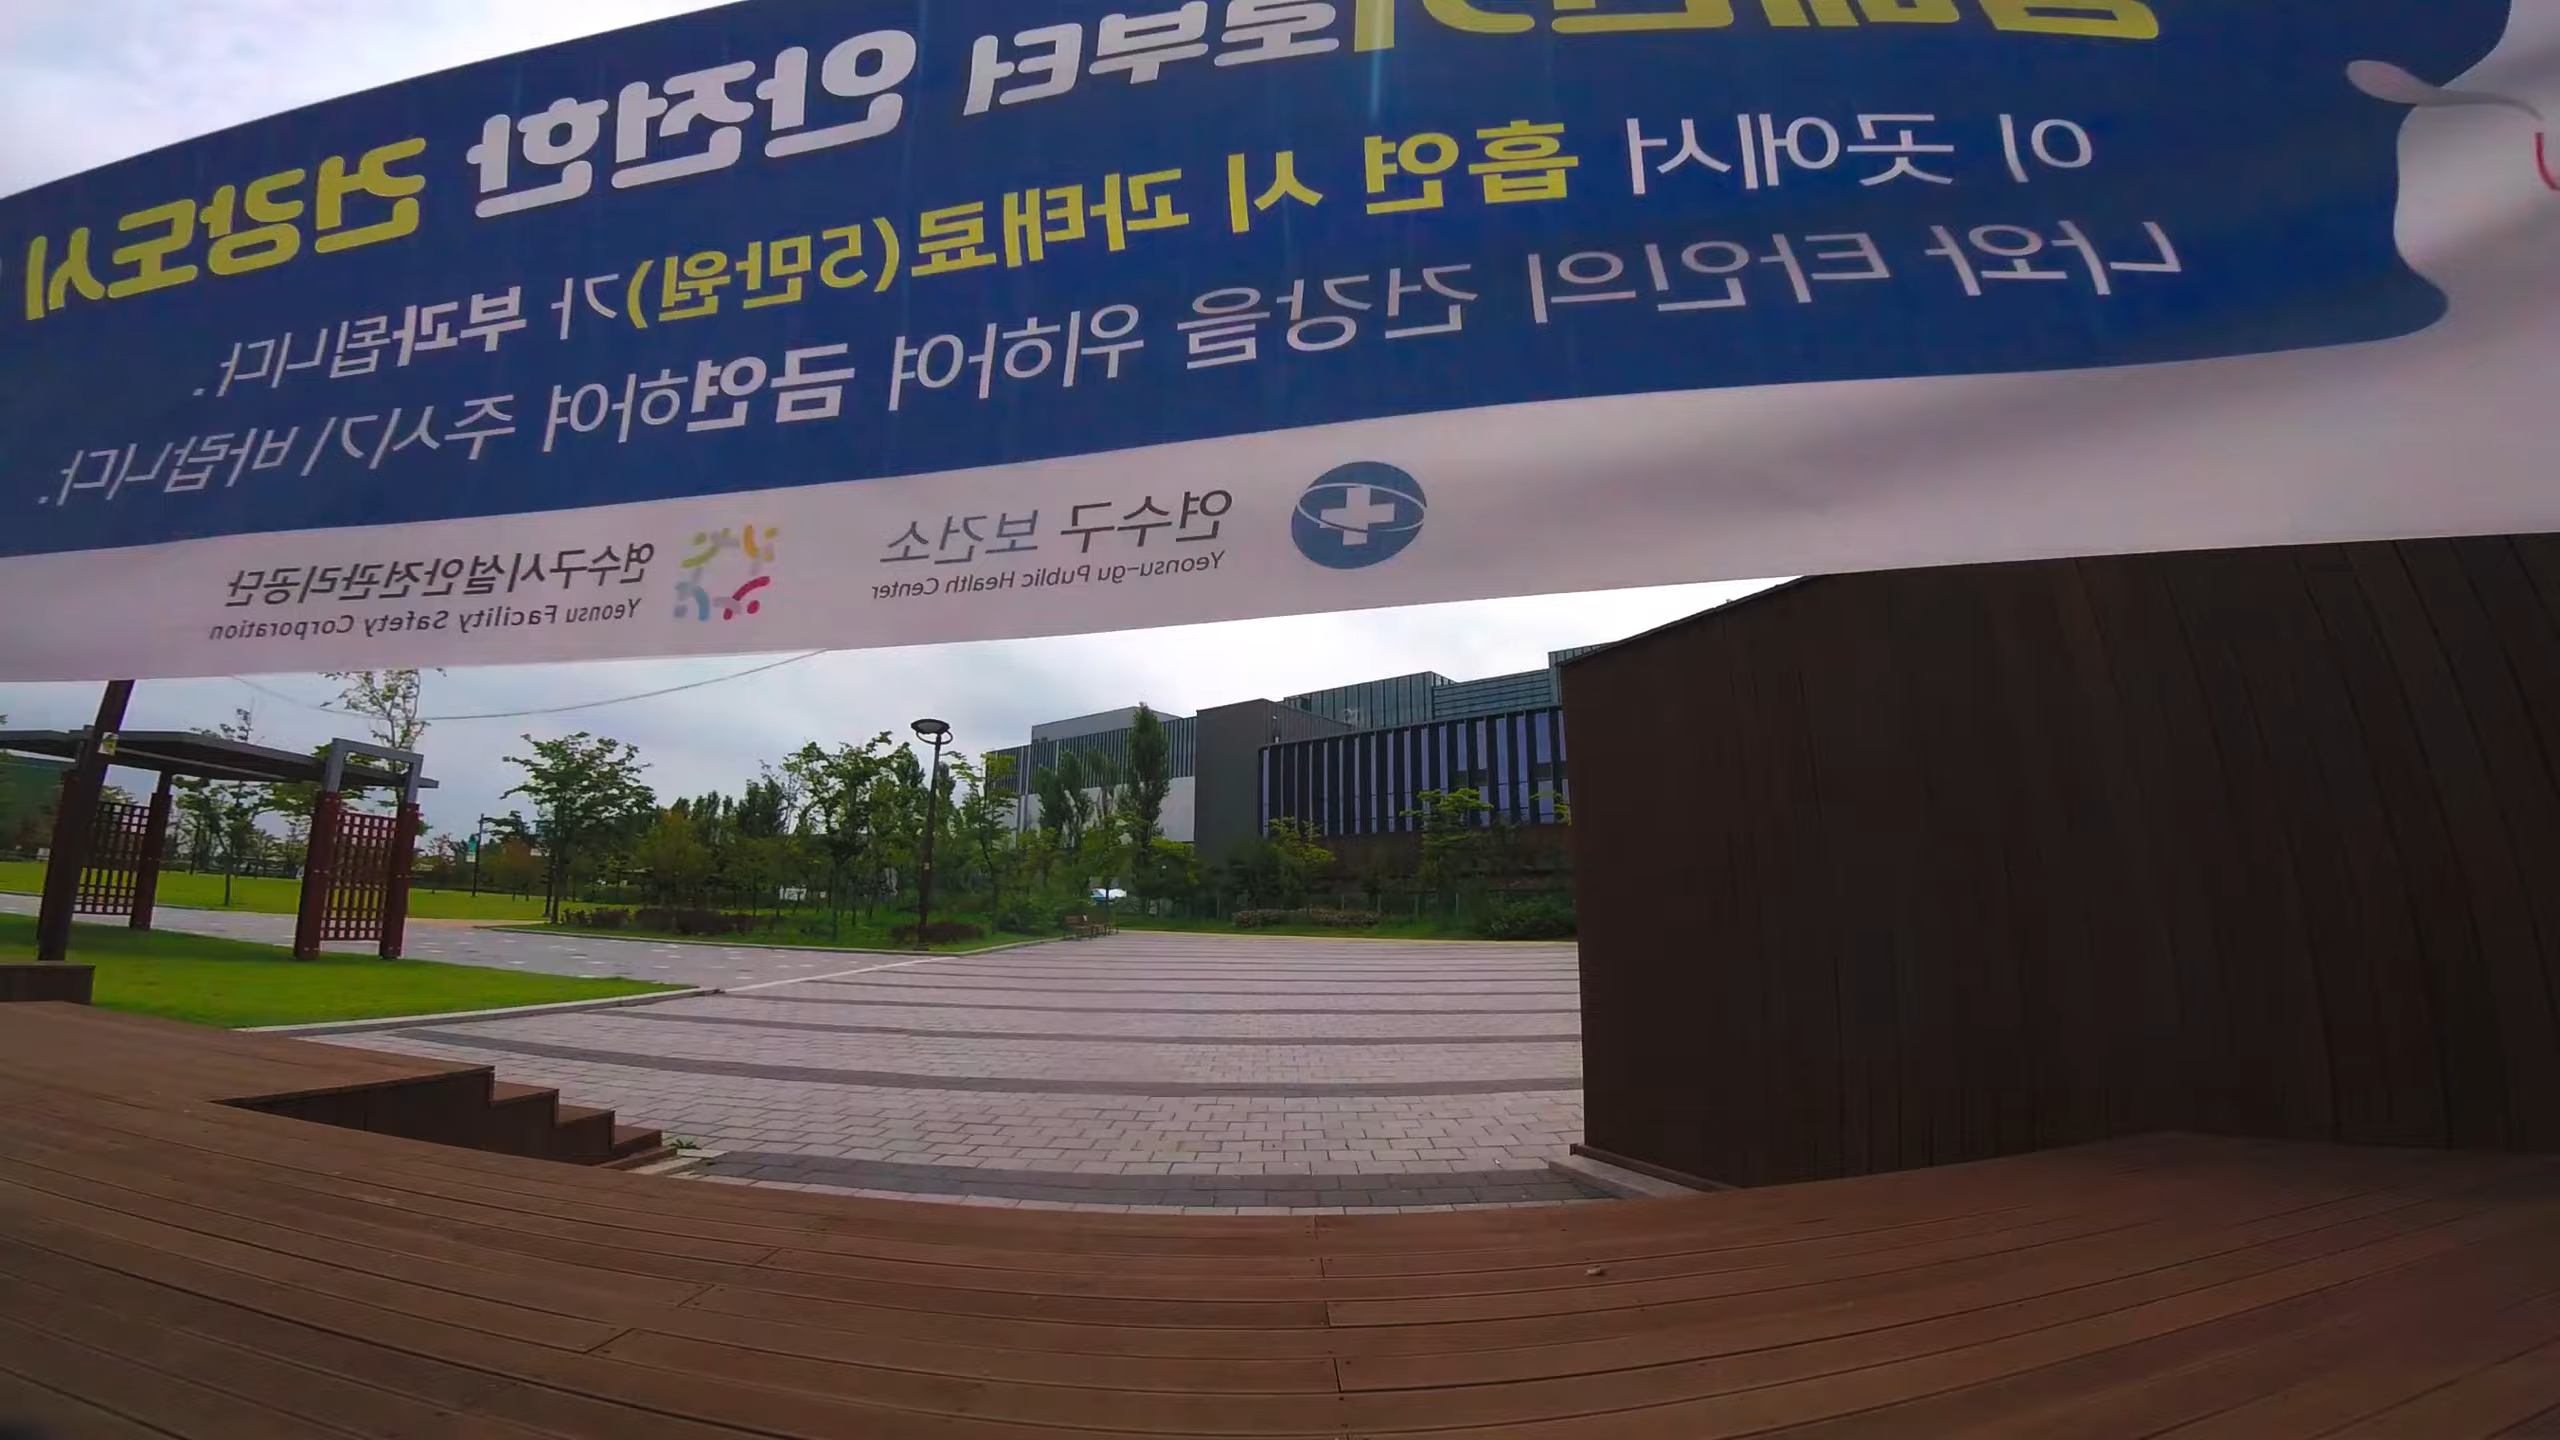 담배연기로부터 안전한 건강도시
이 곳에서 흡연 시 과태료(5만원)가 부과됩니다.
나와 타인의 건강을 위하여 금연하여 주시기 바랍니다.
연수구 보건소
Yeonsu-gu Public Health Center
연수구시설안전관리공단
Yeonsu Facility Safety Corporation